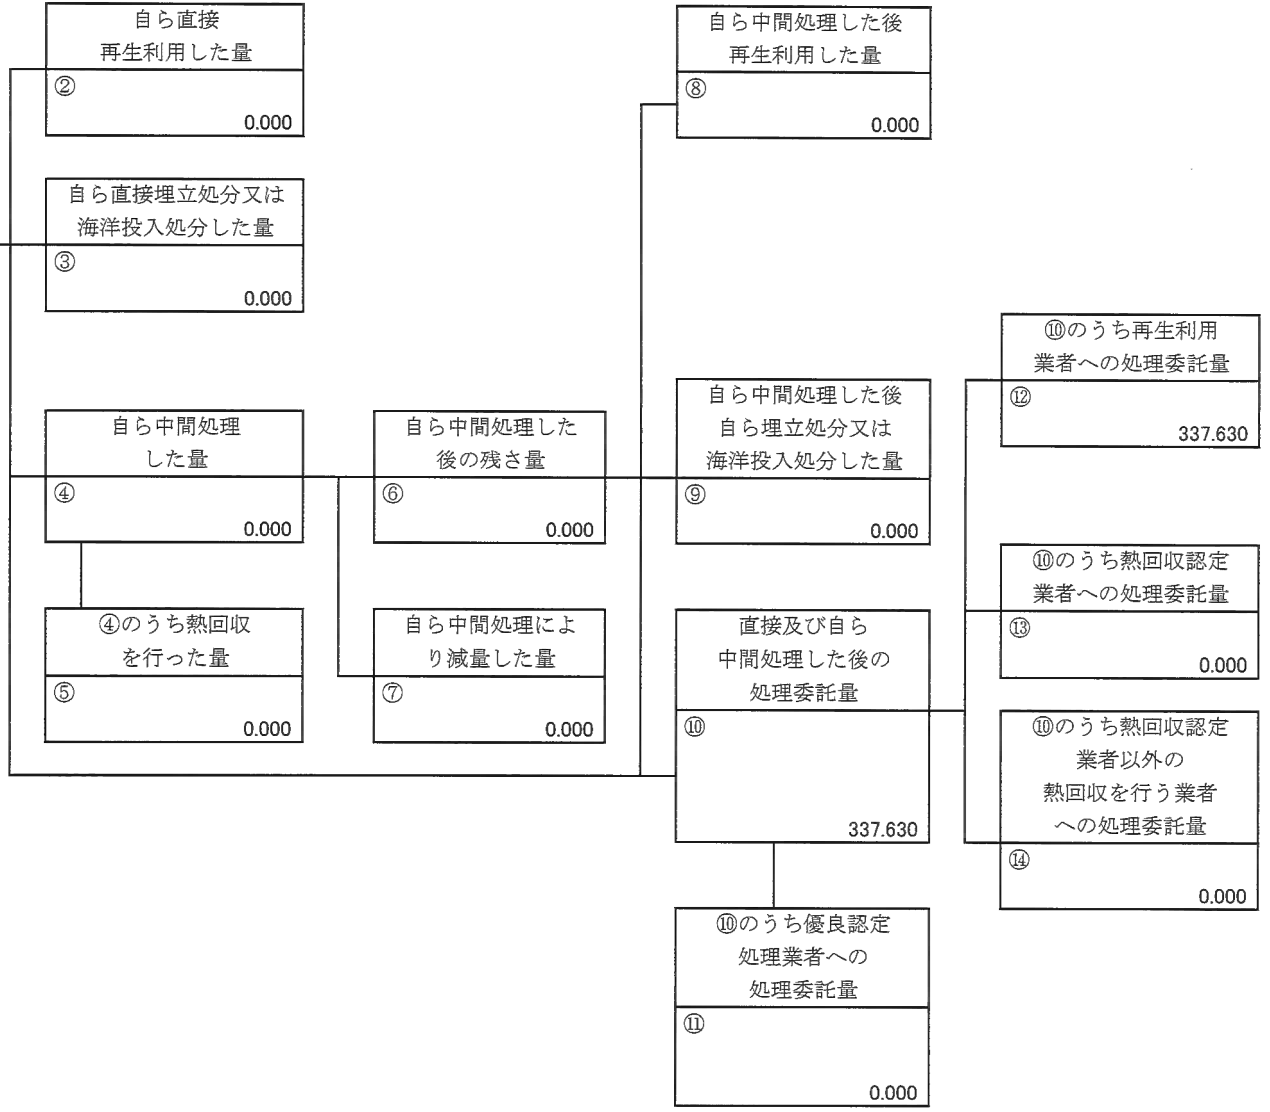 自ら直接
再生利用した量
②
0.000
自ら直接埋立処分又は
海洋投入処分した量
③
0.000
自ら中間処理
した量
④
0.000
④のうち熱回収
を行った量
⑤
0.000
自ら中間処理した
後の残さ量
⑥
0.000
自ら中間処理によ
り減量した量
⑦
0.000
自ら中間処理した後
再生利用した量
⑧
0.000
自ら中間処理した後
自ら埋立処分又は
海洋投入処分した量
⑨
0.000
直接及び自ら
中間処理した後の
処理委託量
⑩
337.630
⑩のうち優良認定
処理業者への
処理委託量
⑪
0.000
⑩のうち再生利用
業者への処理委託量
⑫
337.630
⑩のうち熱回収認定
業者への処理委託量
⑬
0.000
⑩のうち熱回収認定
業者以外の
熱回収を行う業者
への処理委託量
⑭
0.000